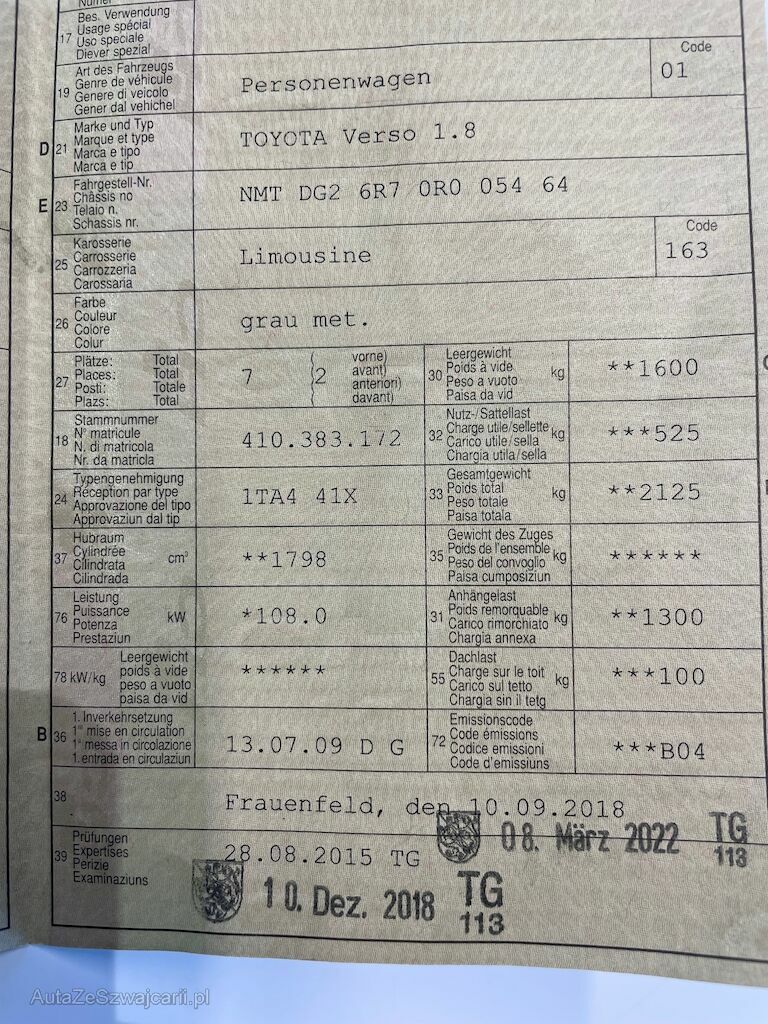 17 Bes. Verwendung
Usage spécial
Uso speciale
Diever spezial
19 Art des Fahrzeugs
Genre de véhicule
Genere di veicolo
Gener dal vehichel
Personenwagen
Code
01
D 21 Marke und Typ
Marque et type
Marca e tipo
Marca e tip
TOYOTA Verso 1.8
E 23 Fahrgestell-Nr.
Châssis no
Telaio n.
Schassis nr.
NMT DG2 6R7 0R0 054 64
25 Karosserie
Carrosserie
Carrozzeria
Carossaria
Limousine
Code
163
26 Farbe
Couleur
Colore
Colur
grau met.
27 Plätze: Total
Places: Total
Posti: Totale
Plazs: Total
7 (2 vorne)
avant)
anteriori)
davant)
30 Leergewicht
Poids à vide
Peso a vuoto
Paisa da vid
kg **1600
18 Stammnummer
N° matricule
N. di matricola
Nr. da matricla
410.383.172
32 Nutz-/Sattellast
Charge utile/sellette
Carico utile/sella
Chargia utila/sella
kg ***525
24 Typengenehmigung
Réception par type
Approvazione del tipo
Approvaziun dal tip
1TA4 41X
33 Gesamtgewicht
Poids total
Peso totale
Paisa totala
kg **2125
37 Hubraum
Cylindrée
Cilindrata
Cilindrada
cm³ **1798
35 Gewicht des Zuges
Poids de l'ensemble
Peso del convoglio
Paisa cumposiziun
kg ******
76 Leistung
Puissance
Potenza
Prestaziun
kW *108.0
31 Anhängelast
Poids remorquable
Carico rimorchiato
Chargia annexa
kg **1300
78 kW/kg Leergewicht
poids à vide
peso a vuoto
paisa da vid
******
55 Dachlast
Charge sur le toit
Carico sul tetto
Chargia sin il tetg
kg ***100
B 36 1. Inverkehrsetzung
1re mise en circulation
1a messa in circolazione
1. entrada en circulaziun
13.07.09 D G
72 Emissionscode
Code émissions
Codice emissioni
Code d'emissiuns
***B04
38 Frauenfeld, den 10.09.2018
08. März 2022 TG
113
39 Prüfungen
Expertises
Perizie
Examinaziuns
28.08.2015 TG
10. Dez. 2018 TG
113
AutaZeSzwajcarii.pl